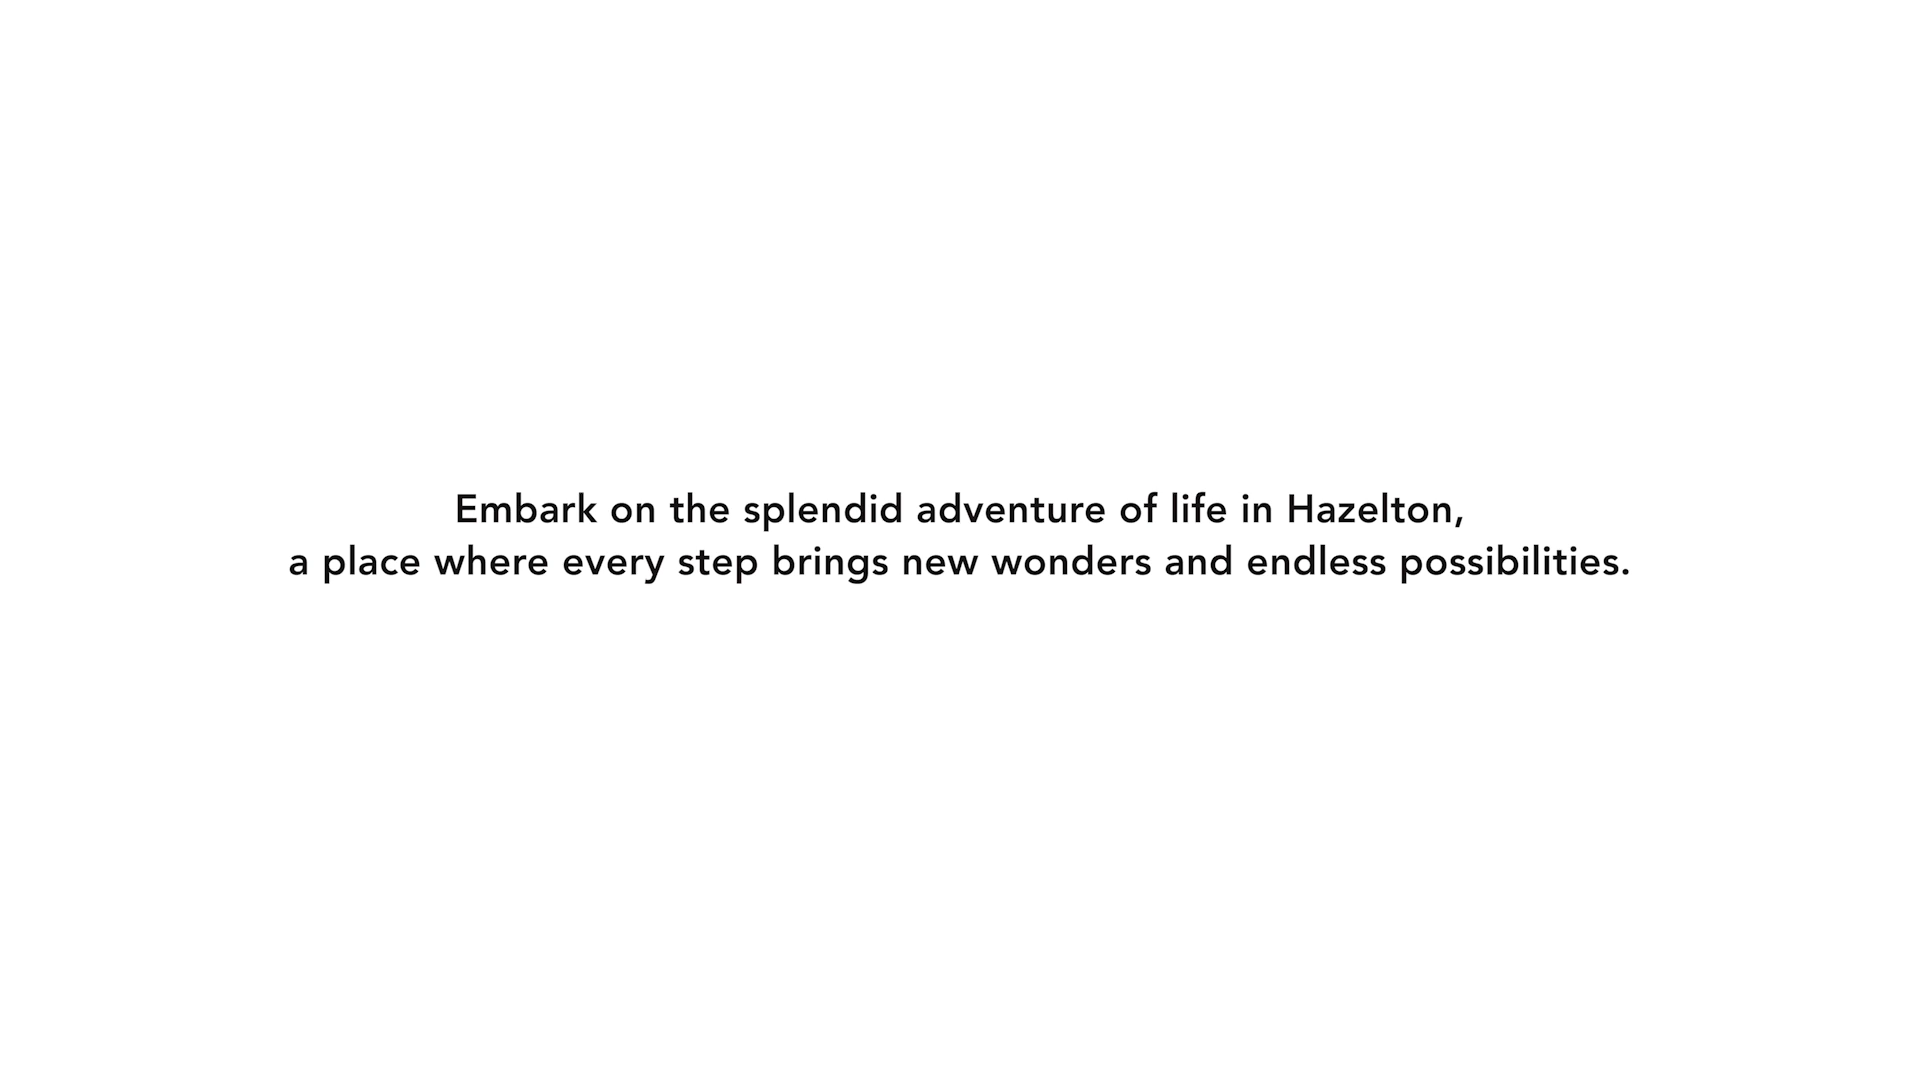 Embark on the splendid adventure of life in Hazelton,
a place where every step brings new wonders and endless possibilities.